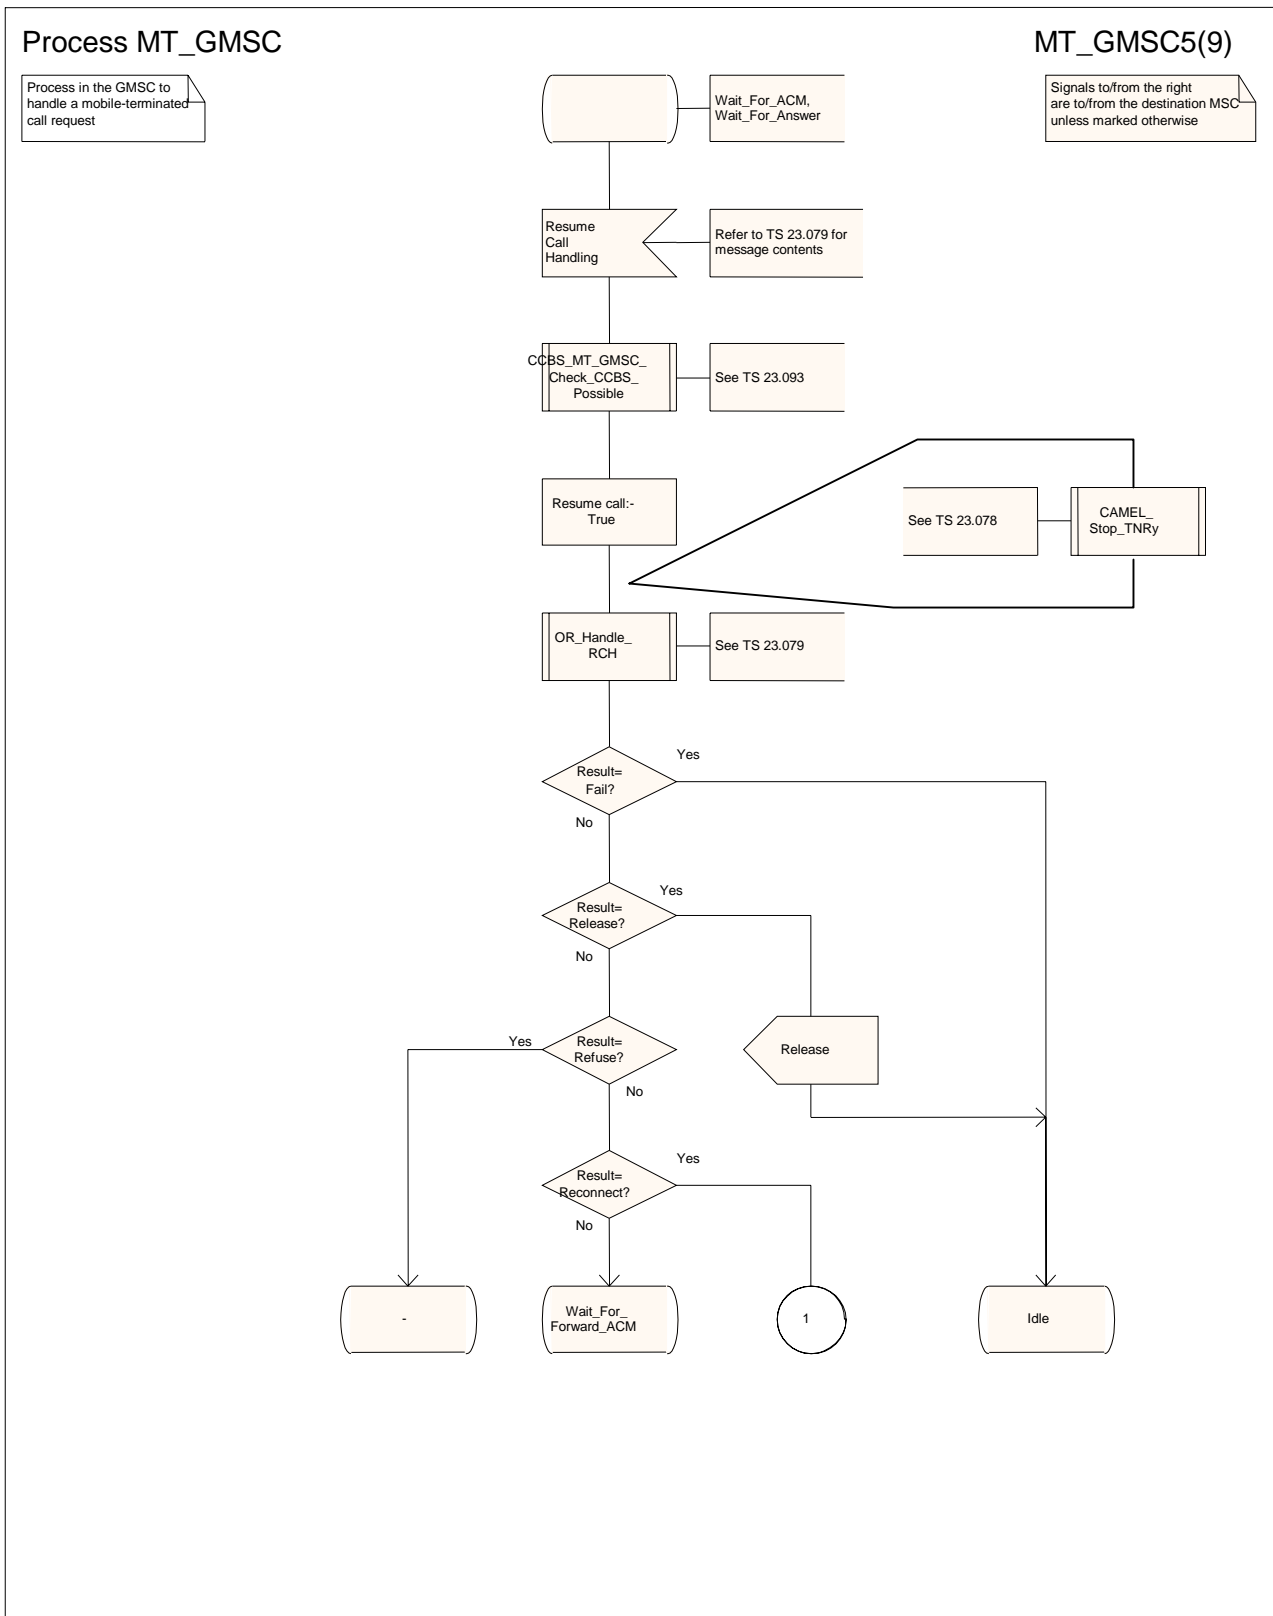 Process MT_GMSC
MT_GMSC5(9)
Process in the GMSC to
handle a mobile-terminated
call request
Signals to/from the right
are to/from the destination MSC
unless marked otherwise
Wait_For_ACM,
Wait_For_Answer
Resume
Call
Handling
Refer to TS 23.079 for
message contents
CCBS_MT_GMSC_
Check_CCBS_
Possible
See TS 23.093
Resume call:-
True
See TS 23.078
CAMEL_
Stop_TNRy
OR_Handle_
RCH
See TS 23.079
Result=
Fail?
Yes
No
Result=
Release?
Yes
No
Result=
Refuse?
Yes
No
Release
Result=
Reconnect?
Yes
No
-
Wait_For_
Forward_ACM
1
Idle